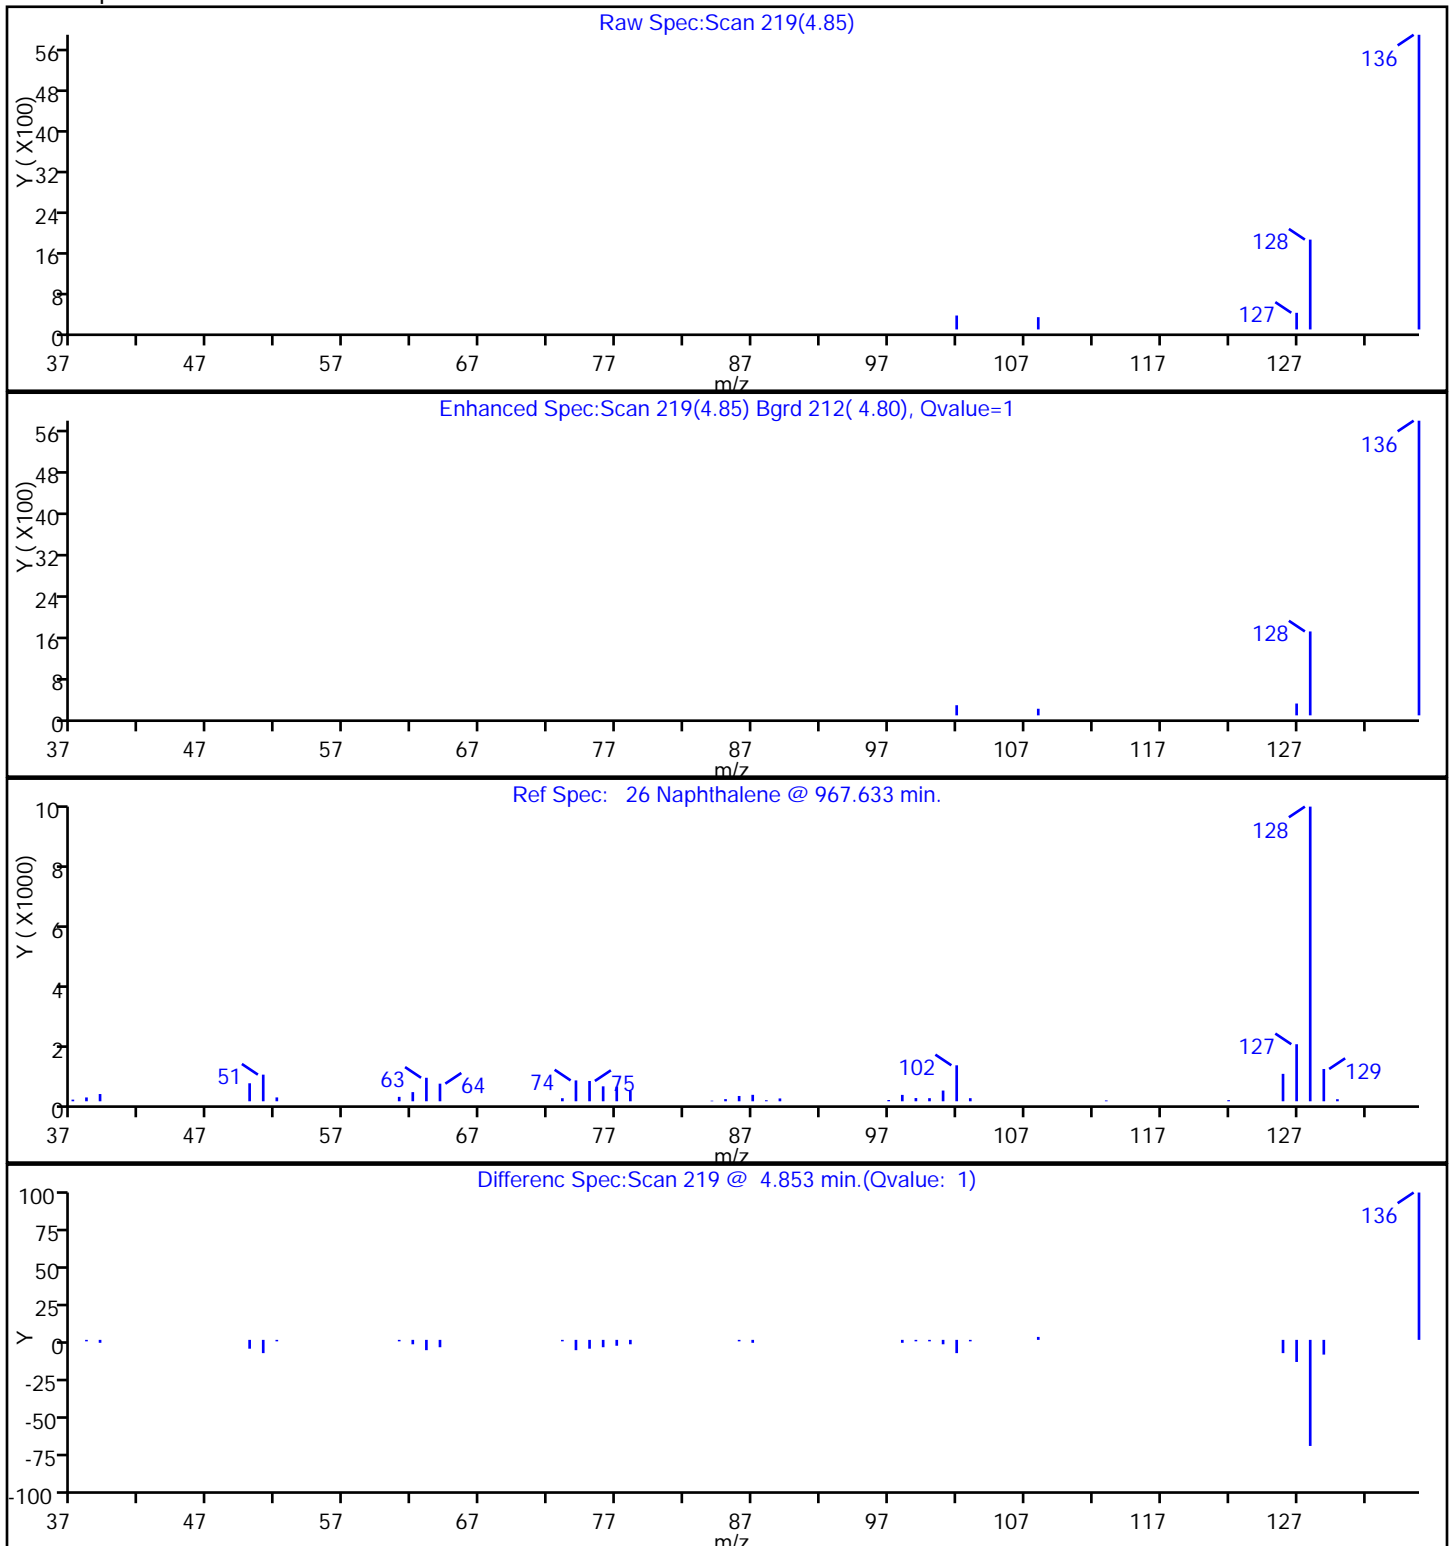 Raw Spec:Scan 219(4.85)
Y ( X100)
56
48
40
32
24
16
8
0
136
128
127
37 47 57 67 77 87 97 107 117 127
m/z
Enhanced Spec:Scan 219(4.85) Bgrd 212( 4.80), Qvalue=1
Y ( X100)
56
48
40
32
24
16
8
0
136
128
37 47 57 67 77 87 97 107 117 127
m/z
Ref Spec: 26 Naphthalene @ 967.633 min.
Y ( X1000)
10
8
6
4
2
0
128
127
129
102
51
63
64
74
75
37 47 57 67 77 87 97 107 117 127
m/z
Differenc Spec:Scan 219 @ 4.853 min.(Qvalue: 1)
Y
100
75
50
25
0
-25
-50
-75
-100
136
37 47 57 67 77 87 97 107 117 127
m/z